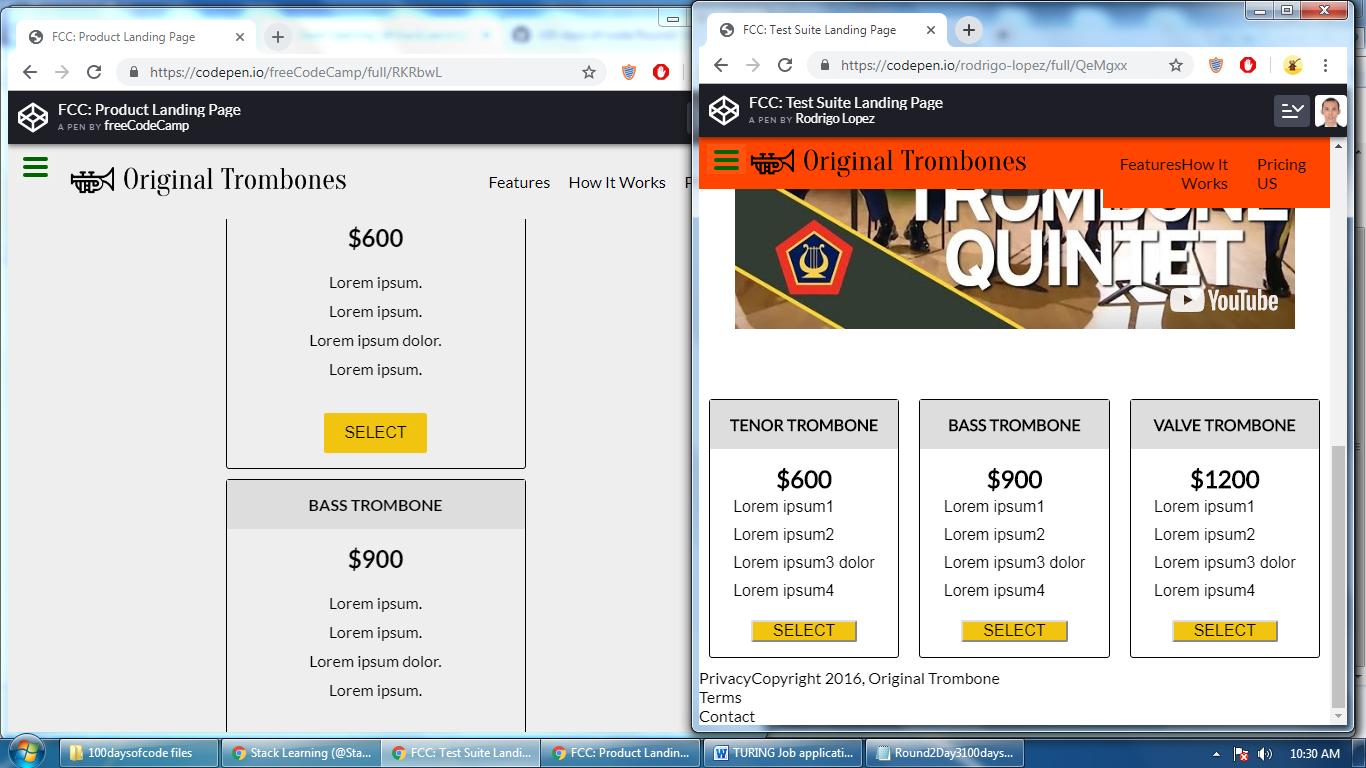 FCC: Product Landing Page
https://codepen.io/freeCodeCamp/full/RKRbwL
FCC: Product Landing Page
A PEN BY freeCodeCamp
Original Trombones
Features How It Works P
$600
Lorem ipsum.
Lorem ipsum.
Lorem ipsum dolor.
Lorem ipsum.
SELECT
BASS TROMBONE
$900
Lorem ipsum.
Lorem ipsum.
Lorem ipsum dolor.
Lorem ipsum.
FCC: Test Suite Landing Page
https://codepen.io/rodrigo-lopez/full/QeMgxx
FCC: Test Suite Landing Page
A PEN BY Rodrigo Lopez
Original Trombones
FeaturesHow It Works
Pricing US
TROMBONE
QUINTET
YouTube
TENOR TROMBONE
$600
Lorem ipsum1
Lorem ipsum2
Lorem ipsum3 dolor
Lorem ipsum4
SELECT
BASS TROMBONE
$900
Lorem ipsum1
Lorem ipsum2
Lorem ipsum3 dolor
Lorem ipsum4
SELECT
VALVE TROMBONE
$1200
Lorem ipsum1
Lorem ipsum2
Lorem ipsum3 dolor
Lorem ipsum4
SELECT
PrivacyCopyright 2016, Original Trombone
Terms
Contact
100daysofcode files
Stack Learning (@Sta...
FCC: Test Suite Landi...
FCC: Product Landin...
TURING Job applicati...
Round2Day3100days...
10:30 AM